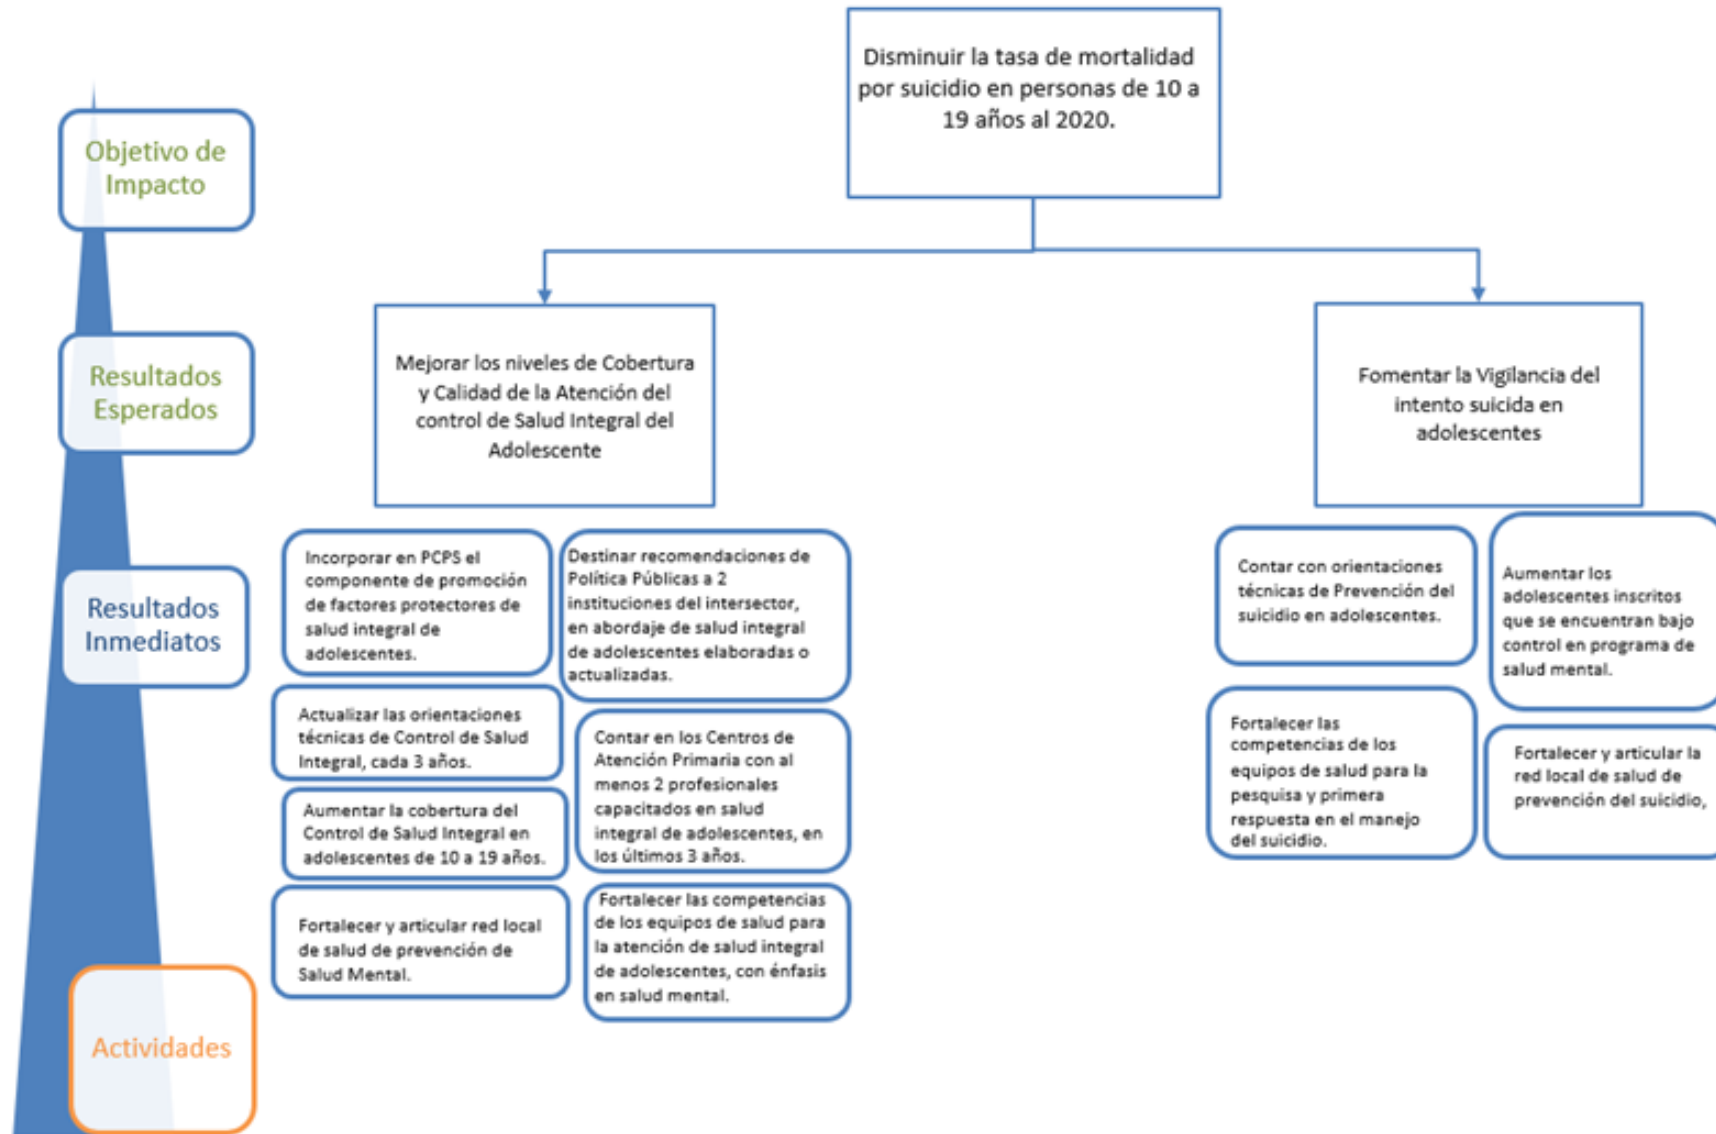 Disminuir la tasa de mortalidad
por suicidio en personas de 10 a
19 años al 2020.
Objetivo de
Impacto
Resultados
Esperados
Mejorar los niveles de Cobertura
y Calidad de la Atención del
control de Salud Integral del
Adolescente
Fomentar la Vigilancia del
intento suicida en
adolescentes
Resultados
Inmediatos
Incorporar en PCPS el
componente de promoción
de factores protectores de
salud integral de
adolescentes.
Destinar recomendaciones de
Política Públicas a 2
instituciones del intersector,
en abordaje de salud integral
de adolescentes elaboradas o
actualizadas.
Actualizar las orientaciones
técnicas de Control de Salud
Integral, cada 3 años.
Contar en los Centros de
Atención Primaria con al
menos 2 profesionales
capacitados en salud
integral de adolescentes, en
los últimos 3 años.
Aumentar la cobertura del
Control de Salud Integral en
adolescentes de 10 a 19 años.
Fortalecer y articular red local
de salud de prevención de
Salud Mental.
Fortalecer las competencias
de los equipos de salud para
la atención de salud integral
de adolescentes, con énfasis
en salud mental.
Contar con orientaciones
técnicas de Prevención del
suicidio en adolescentes.
Aumentar los
adolescentes inscritos
que se encuentran bajo
control en programa de
salud mental.
Fortalecer las
competencias de los
equipos de salud para la
pesquisa y primera
respuesta en el manejo
del suicidio.
Fortalecer y articular la
red local de salud de
prevención del suicidio,
Actividades